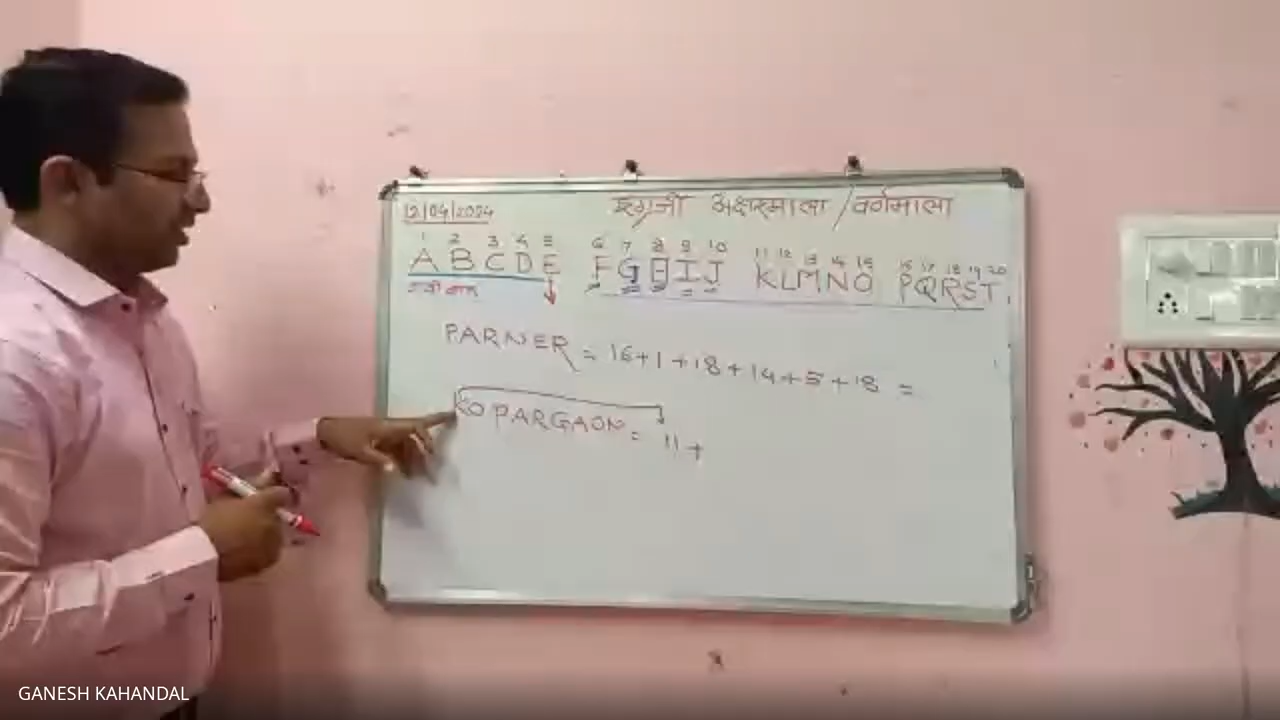 12/04/2024 इंग्रजी अक्षरमाला / वर्णमाला
1 2 3 4 5 6 7 8 9 10 11 12 13 14 15 16 17 18 19 20
A B C D E F G H I J K L M N O P Q R S T
PARNER = 16+1+18+14+5+18 =
KOPARGAON = 11 +
GANESH KAHANDAL